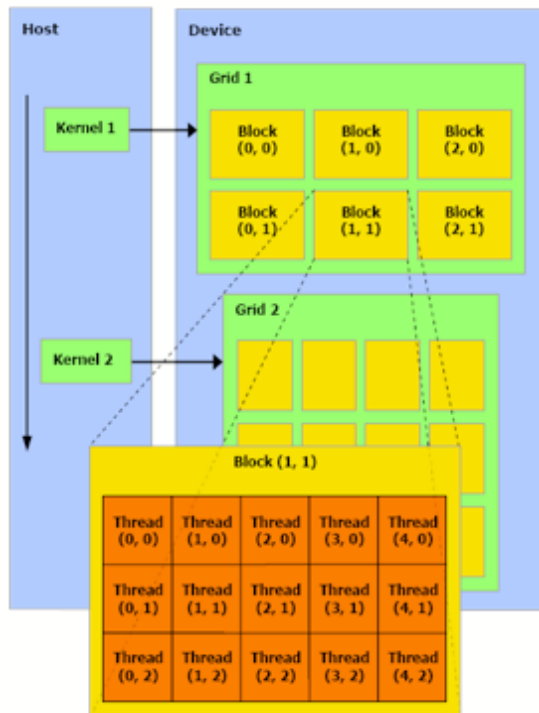 Host
Device
Grid 1
Kernel 1
Block
(0, 0)
Block
(1, 0)
Block
(2, 0)
Block
(0, 1)
Block
(1, 1)
Block
(2, 1)
Grid 2
Kernel 2
Block (1, 1)
Thread
(0, 0)
Thread
(1, 0)
Thread
(2, 0)
Thread
(3, 0)
Thread
(4, 0)
Thread
(0, 1)
Thread
(1, 1)
Thread
(2, 1)
Thread
(3, 1)
Thread
(4, 1)
Thread
(0, 2)
Thread
(1, 2)
Thread
(2, 2)
Thread
(3, 2)
Thread
(4, 2)